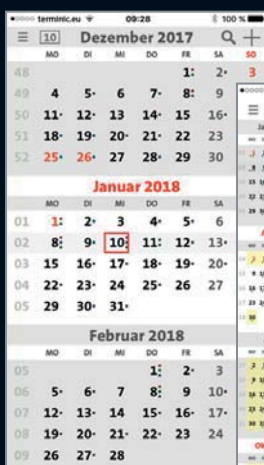 terminic.eu 09:28 100 %
10 Dezember 2017
MO DI MI DO FR SA SO
48 1: 2• 3
49 4 5• 6• 7• 8: 9
50 11• 12• 13 14• 15 16•
51 18• 19• 20• 21• 22 23
52 25• 26• 27 28• 29 30
Januar 2018
MO DI MI DO FR SA
01 1: 2• 3 4• 5• 6
02 8: 9• 10 11: 12• 13•
03 15 16• 17• 18• 19• 20•
04 22• 23• 24 25• 26• 27
05 29 30• 31•
Februar 2018
MO DI MI DO FR SA
05 1: 2• 3
06 5• 6• 7 8: 9 10•
07 12• 13• 14 15• 16• 17•
08 19• 20• 21• 22• 23 24
09 26 27• 28